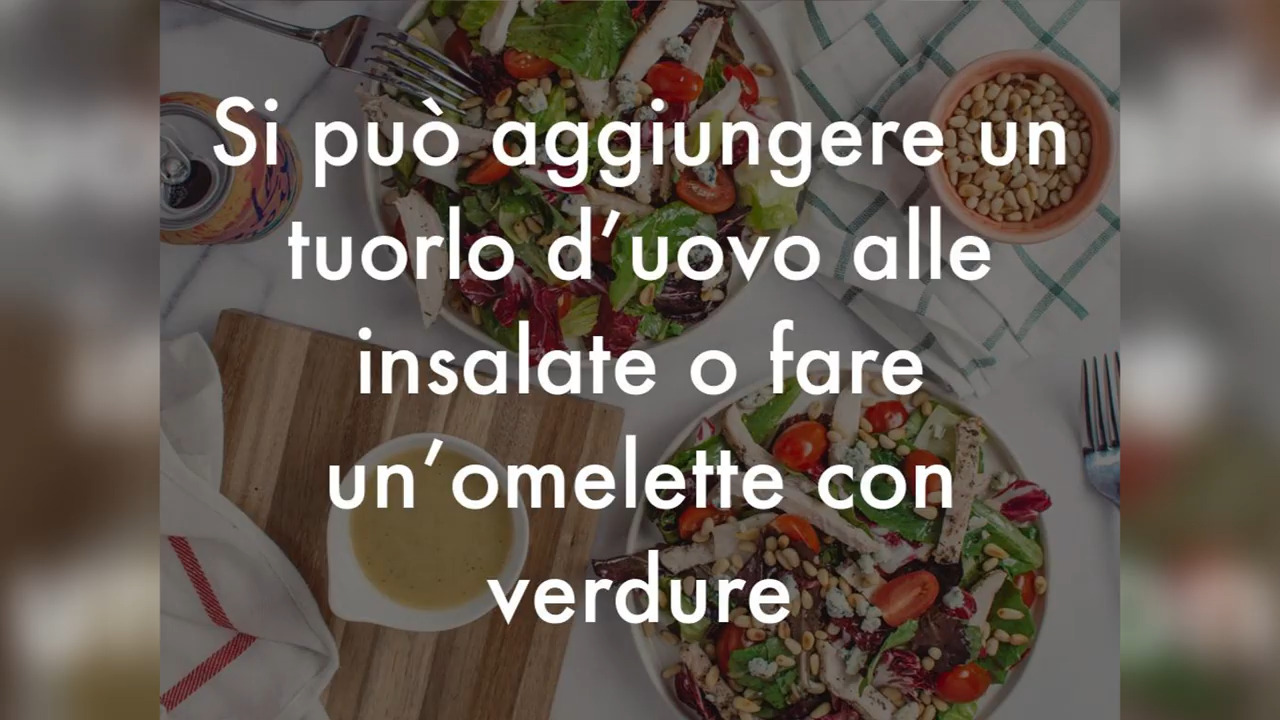 Si può aggiungere un
tuorlo d’uovo alle
insalate o fare
un’omelette con
verdure